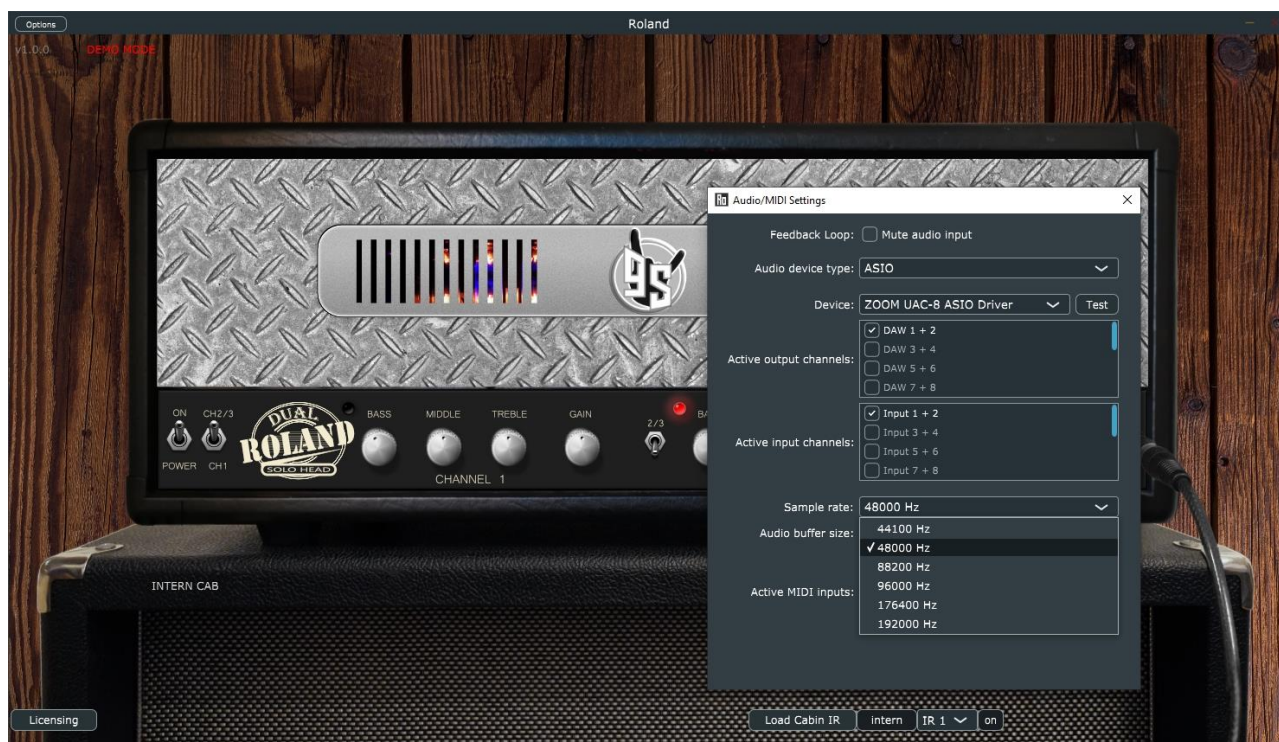 Options
Roland
v1.0.0 DEMO MODE
Audio/MIDI Settings
Feedback Loop: Mute audio input
Audio device type: ASIO
Device: ZOOM UAC-8 ASIO Driver Test
Active output channels:
DAW 1 + 2
DAW 3 + 4
DAW 5 + 6
DAW 7 + 8
Active input channels:
Input 1 + 2
Input 3 + 4
Input 5 + 6
Input 7 + 8
Sample rate: 48000 Hz
Audio buffer size:
44100 Hz
48000 Hz
88200 Hz
96000 Hz
176400 Hz
192000 Hz
Active MIDI inputs:
gs
ON CH2/3
POWER CH1
DUAL
ROLAND
SOLO HEAD
BASS MIDDLE TREBLE GAIN
2/3
BA
CHANNEL 1
INTERN CAB
Licensing
Load Cabin IR intern IR 1 on